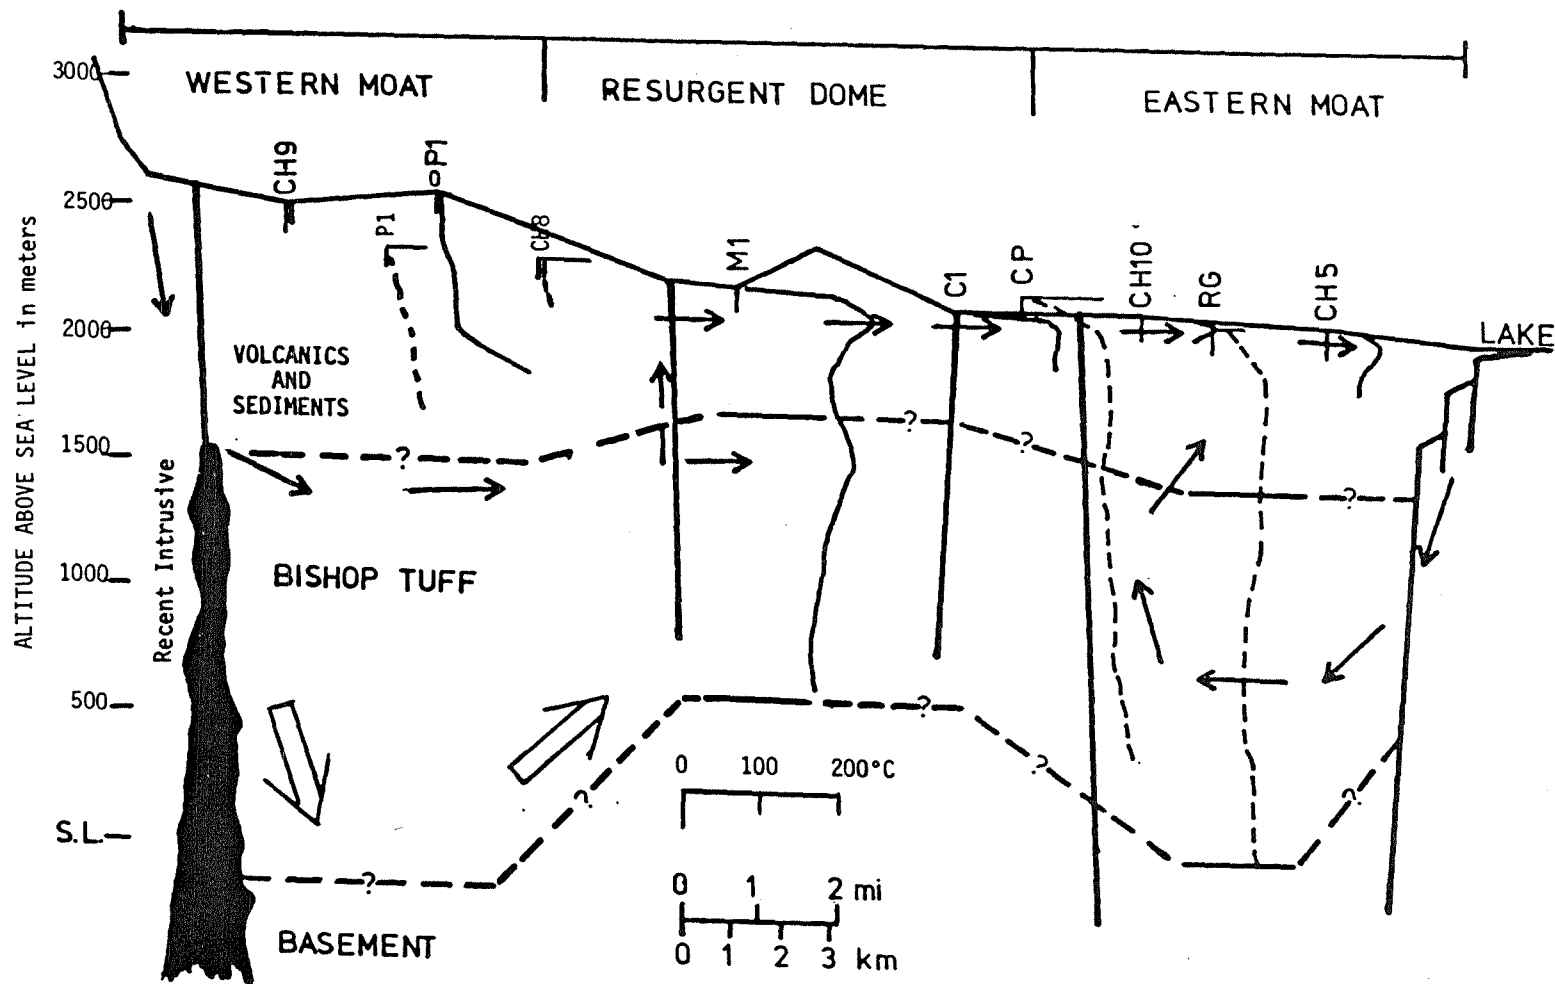 WESTERN MOAT
RESURGENT DOME
EASTERN MOAT
ALTITUDE ABOVE SEA LEVEL in meters
3000
2500
2000
1500
1000
500
S.L.
CH9
OP1
P1
CH8
M1
C1
CP
CH10
RG
CH5
LAKE
VOLCANICS
AND
SEDIMENTS
?
?
?
?
Recent Intrusive
BISHOP TUFF
?
?
?
?
?
0 100 200°C
0 1 2 mi
0 1 2 3 km
BASEMENT